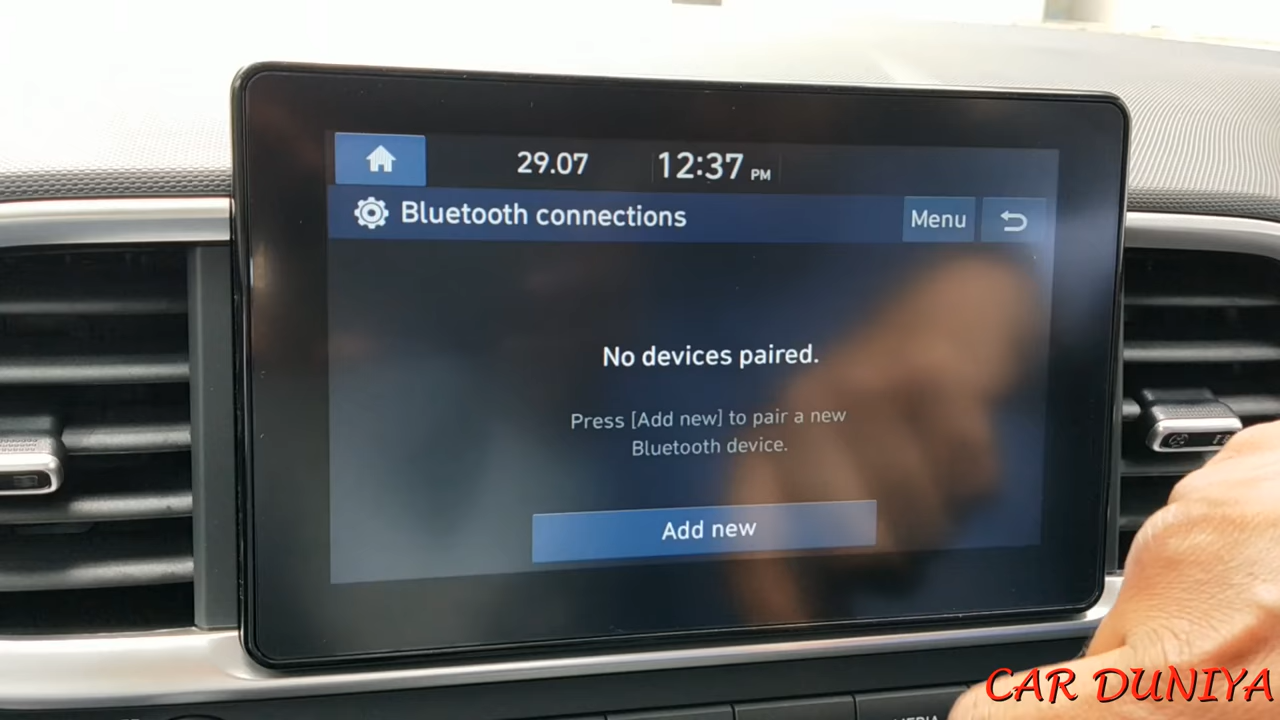 29.07 12:37 PM
Bluetooth connections Menu
No devices paired.
Press [Add new] to pair a new
Bluetooth device.
Add new
MEDIA
CAR DUNIYA